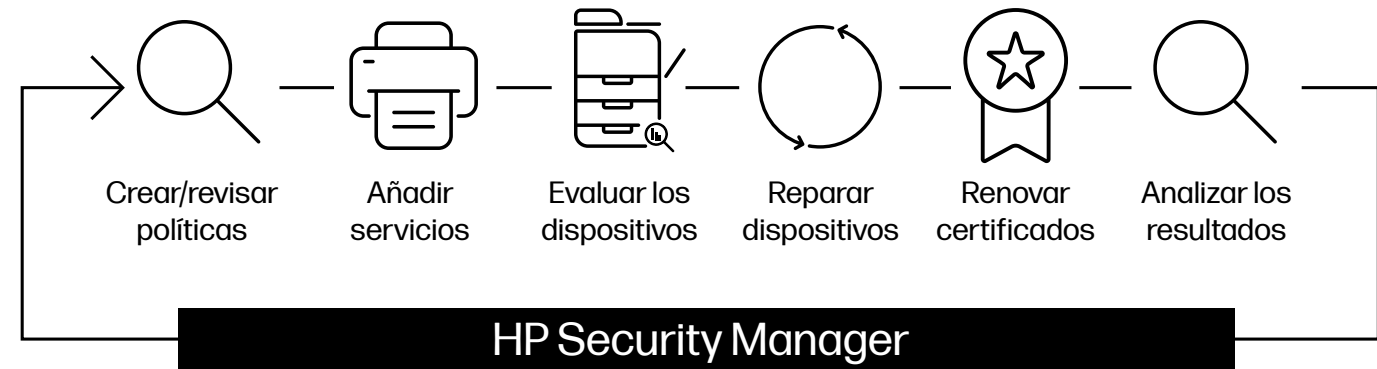 Crear/revisar
políticas
Añadir
servicios
Evaluar los
dispositivos
Reparar
dispositivos
Renovar
certificados
Analizar los
resultados
HP Security Manager